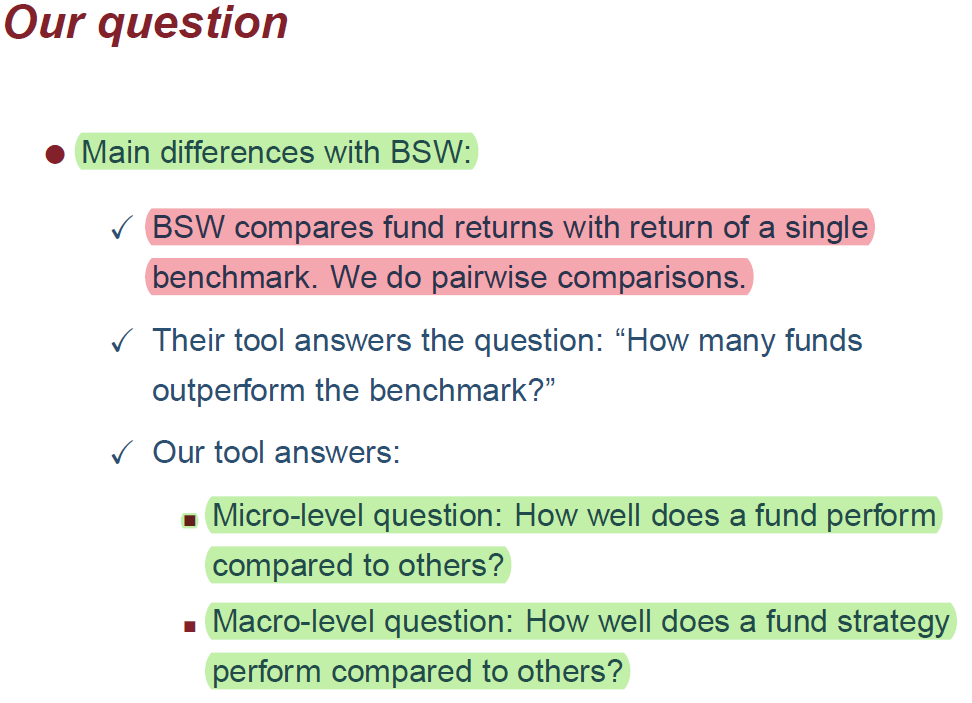 Our question
Main differences with BSW:
BSW compares fund returns with return of a single
benchmark. We do pairwise comparisons.
Their tool answers the question: “How many funds
outperform the benchmark?”
Our tool answers:
Micro-level question: How well does a fund perform
compared to others?
Macro-level question: How well does a fund strategy
perform compared to others?